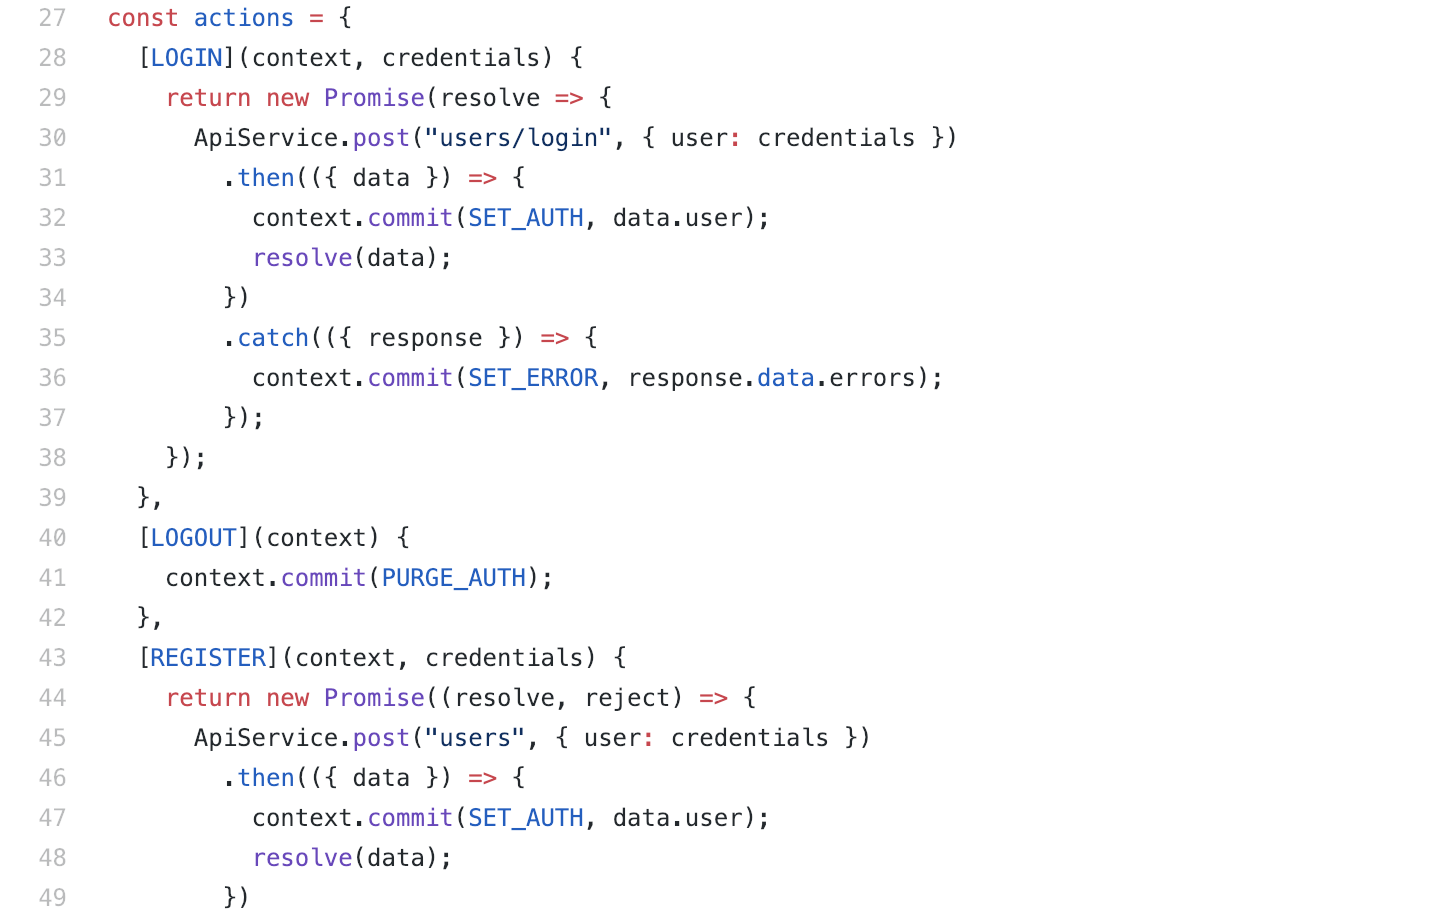 27 const actions = {
28 [LOGIN](context, credentials) {
29 return new Promise(resolve => {
30 ApiService.post("users/login", { user: credentials })
31 .then(({ data }) => {
32 context.commit(SET_AUTH, data.user);
33 resolve(data);
34 })
35 .catch(({ response }) => {
36 context.commit(SET_ERROR, response.data.errors);
37 });
38 });
39 },
40 [LOGOUT](context) {
41 context.commit(PURGE_AUTH);
42 },
43 [REGISTER](context, credentials) {
44 return new Promise((resolve, reject) => {
45 ApiService.post("users", { user: credentials })
46 .then(({ data }) => {
47 context.commit(SET_AUTH, data.user);
48 resolve(data);
49 })